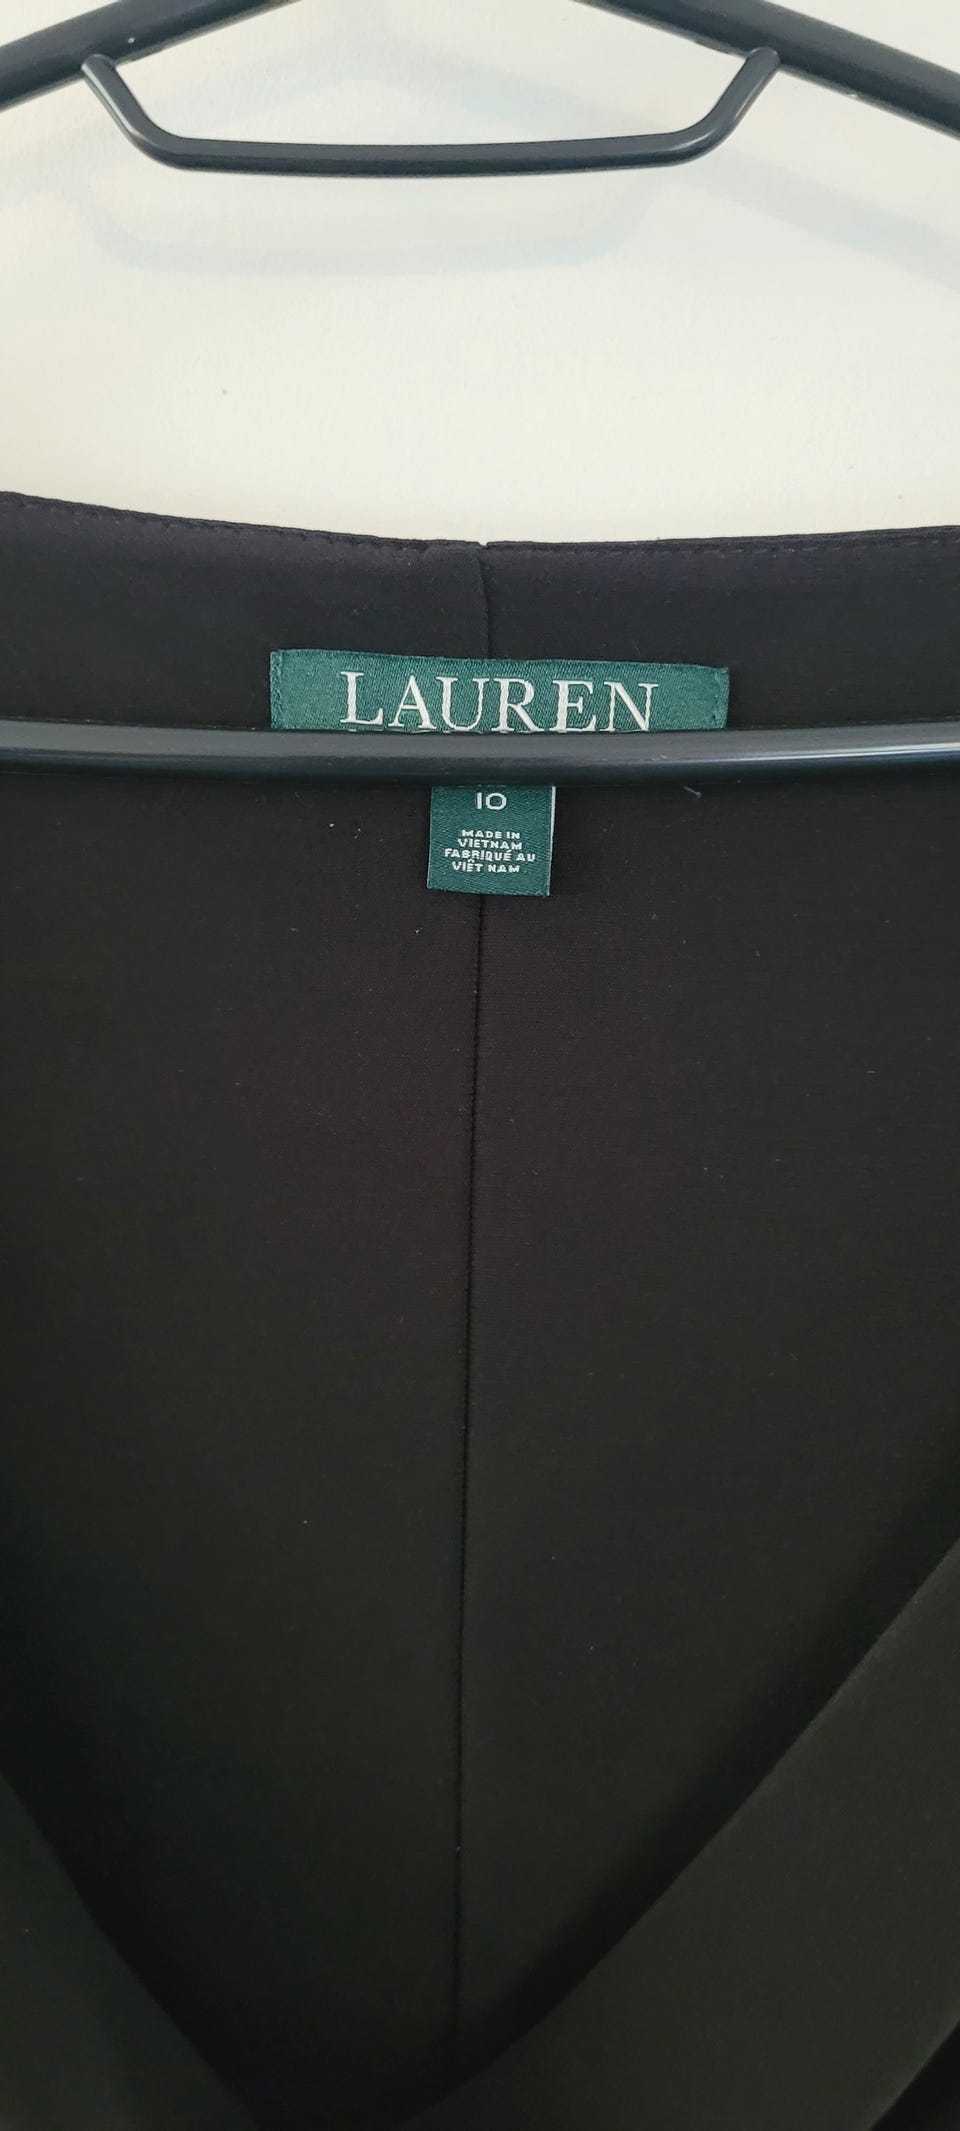 LAUREN
10
MADE IN
VIETNAM
FABRIQUÉ AU
VIÊT NAM